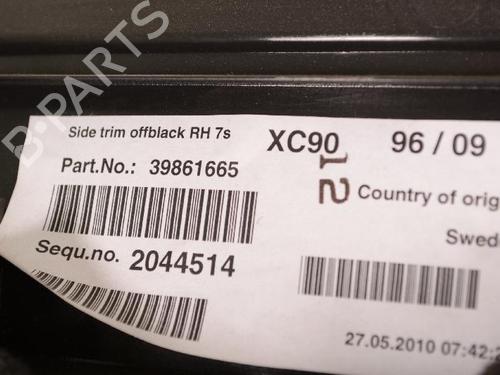 B-PARTS
Side trim offblack RH 7s
XC90
96 / 09
Part.No.: 39861665
12
Country of orig
Swed
Sequ.no. 2044514
27.05.2010 07:42:2